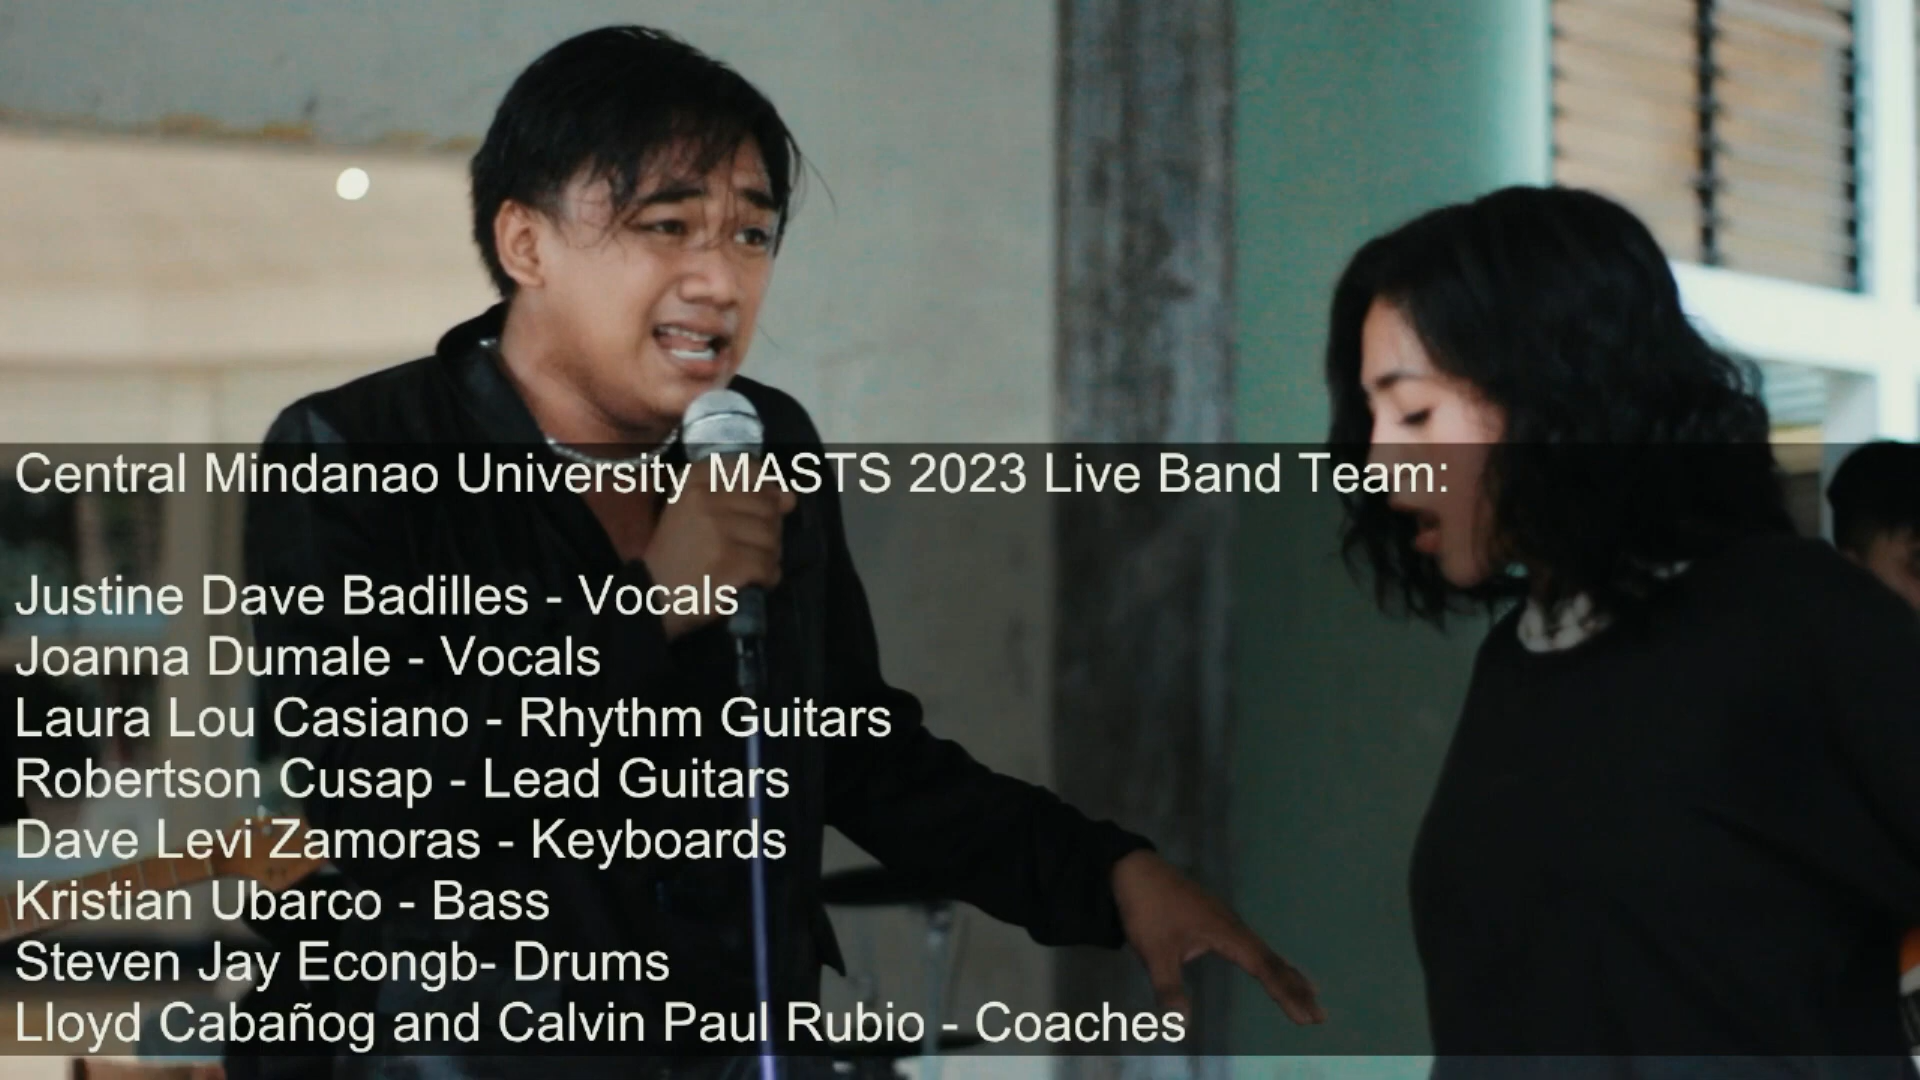 Central Mindanao University MASTS 2023 Live Band Team:
Justine Dave Badilles - Vocals
Joanna Dumale - Vocals
Laura Lou Casiano - Rhythm Guitars
Robertson Cusap - Lead Guitars
Dave Levi Zamoras - Keyboards
Kristian Ubarco - Bass
Steven Jay Econgb- Drums
Lloyd Cabañog and Calvin Paul Rubio - Coaches